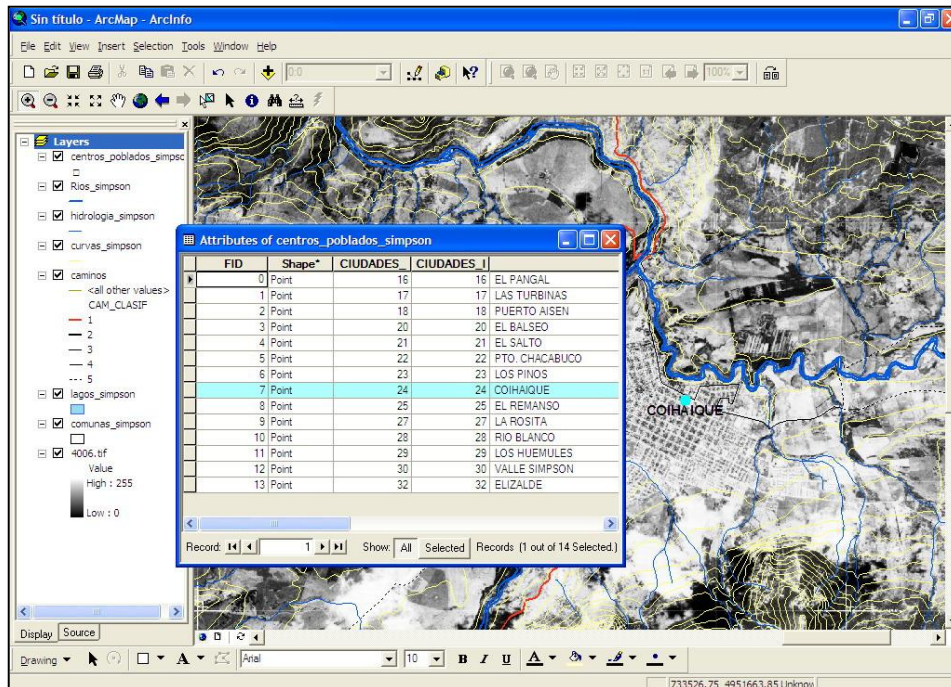 Sin título - ArcMap - ArcInfo
File Edit View Insert Selection Tools Window Help
0:0
100%
Layers
centros_poblados_simpsc
Rios_simpson
hidrologia_simpson
curvas_simpson
caminos
<all other values>
CAM_CLASIF
1
2
3
4
5
lagos_simpson
comunas_simpson
4006.tif
Value
High : 255
Low : 0
Display Source
Attributes of centros_poblados_simpson
FID Shape* CIUDADES_ CIUDADES_I
0 Point 16 16 EL PANGAL
1 Point 17 17 LAS TURBINAS
2 Point 18 18 PUERTO AISEN
3 Point 20 20 EL BALSEO
4 Point 21 21 EL SALTO
5 Point 22 22 PTO. CHACABUCO
6 Point 23 23 LOS PINOS
7 Point 24 24 COIHAIQUE
8 Point 25 25 EL REMANSO
9 Point 27 27 LA ROSITA
10 Point 28 28 RIO BLANCO
11 Point 29 29 LOS HUEMULES
12 Point 30 30 VALLE SIMPSON
13 Point 32 32 ELIZALDE
Record: 1 Show: All Selected Records (1 out of 14 Selected.)
COIHAIQUE
Drawing A Arial 10 B I U A
733526.75 4951663.85 Unknow